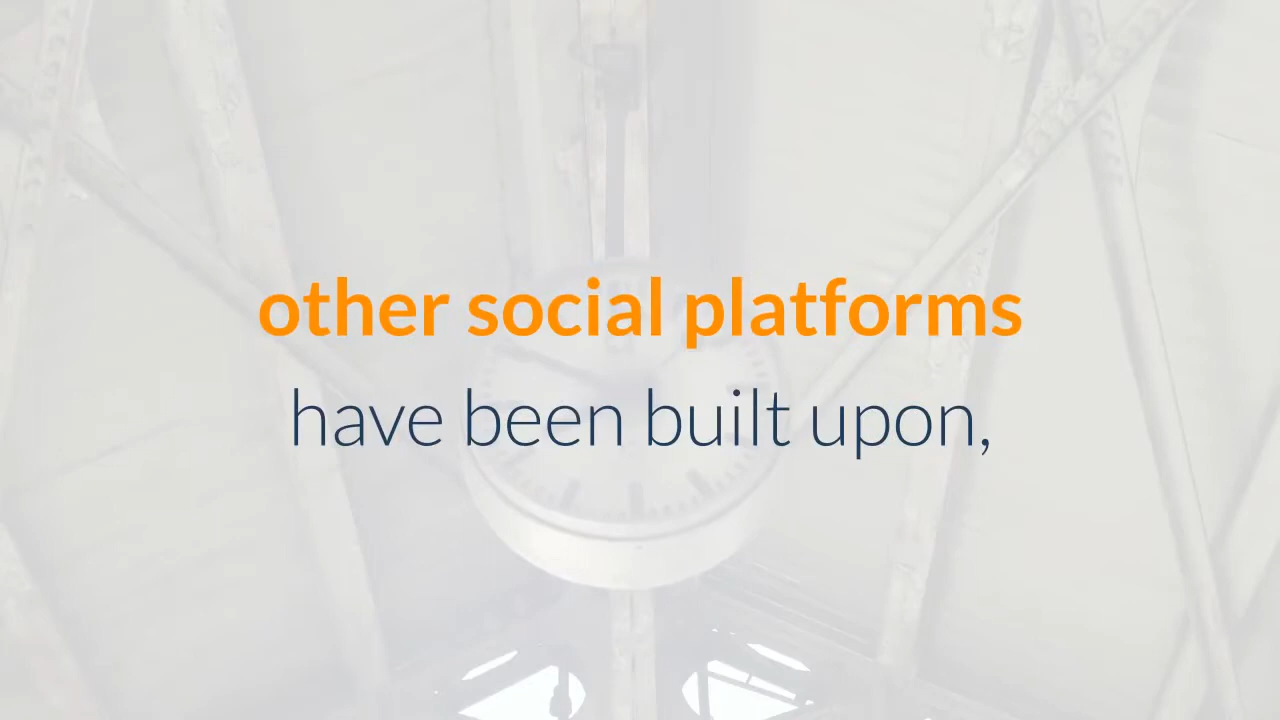 other social platforms
have been built upon,